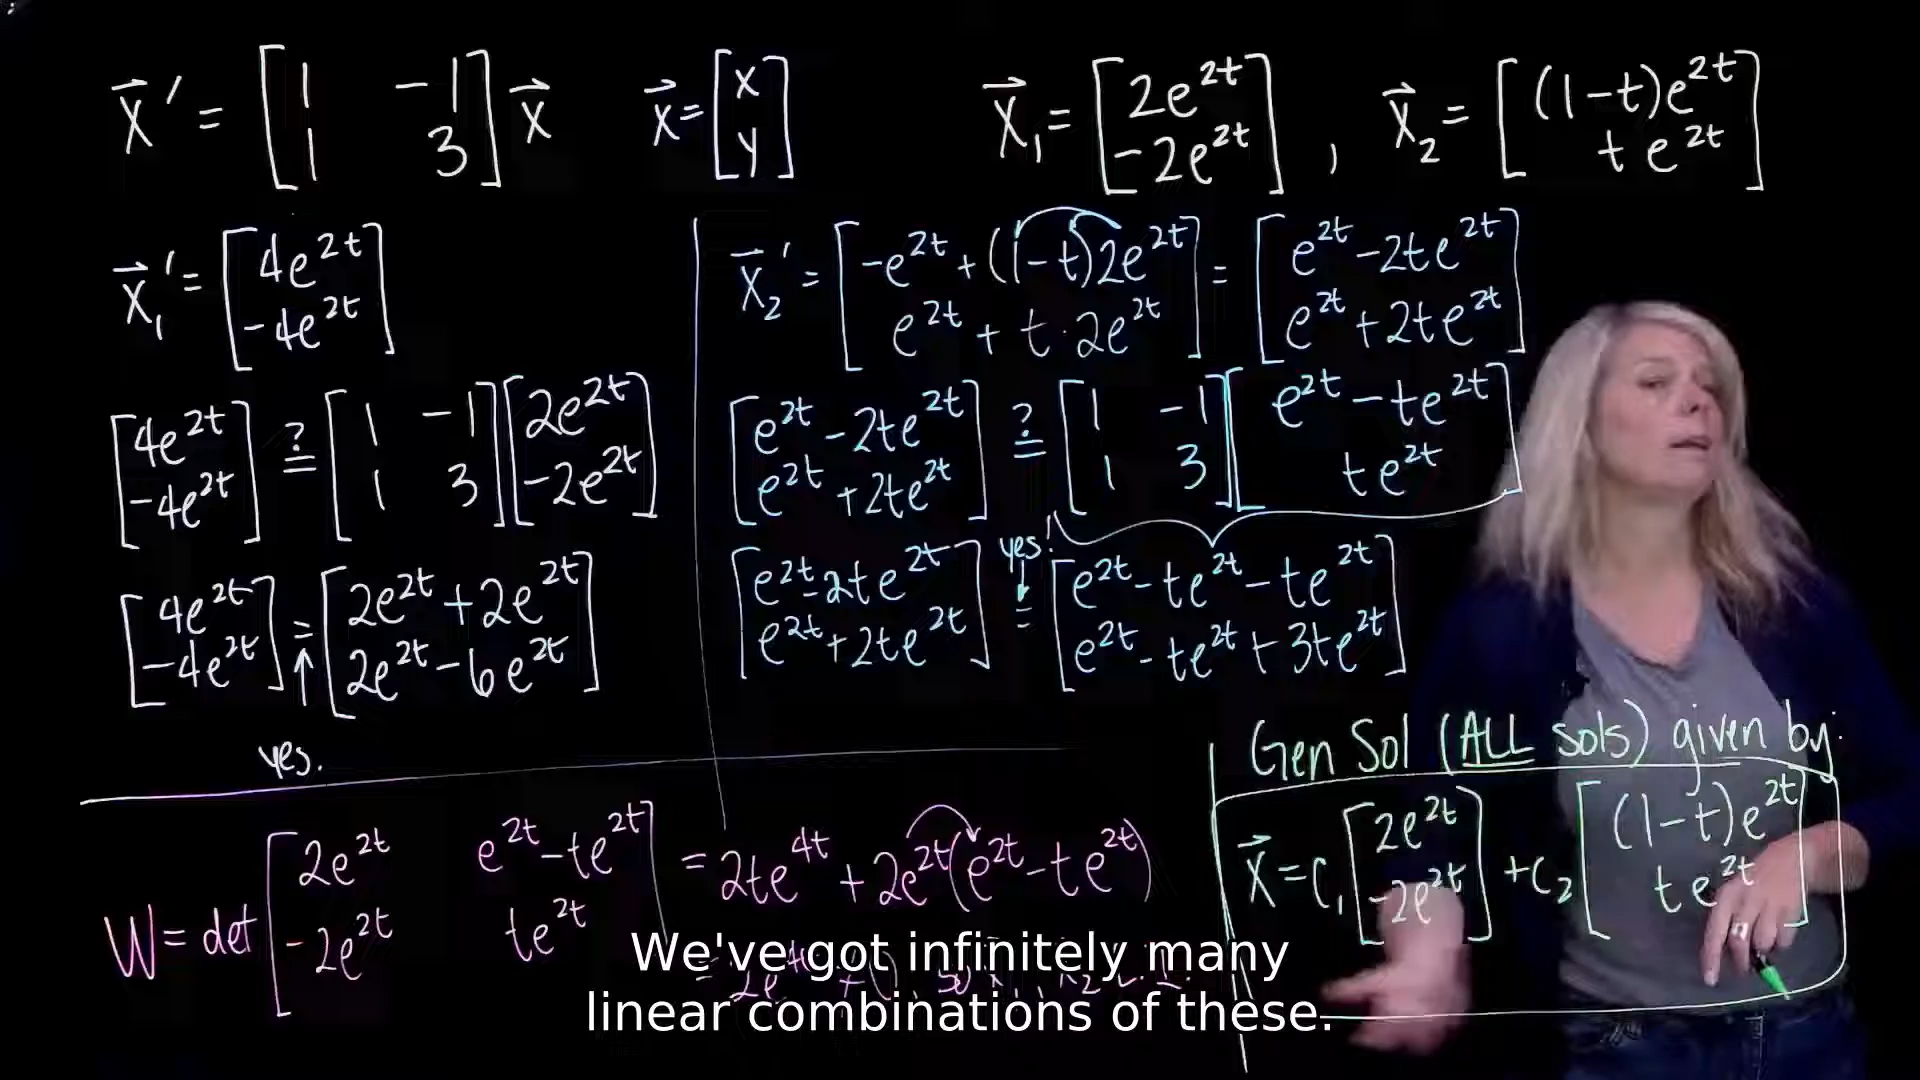 x⃗' = [1 -1; 1 3] x⃗   x⃗ = [x; y]   x⃗₁ = [2e^{2t}; -2e^{2t}] , x⃗₂ = [(1-t)e^{2t}; te^{2t}]
x⃗₁' = [4e^{2t}; -4e^{2t}]
[4e^{2t}; -4e^{2t}] ?= [1 -1; 1 3] [2e^{2t}; -2e^{2t}]
[4e^{2t}; -4e^{2t}] = [2e^{2t} + 2e^{2t}; 2e^{2t} - 6e^{2t}]
↑
yes.
x⃗₂' = [-e^{2t} + (1-t)2e^{2t}; e^{2t} + t·2e^{2t}] = [e^{2t} - 2te^{2t}; e^{2t} + 2te^{2t}]
[e^{2t} - 2te^{2t}; e^{2t} + 2te^{2t}] ?= [1 -1; 1 3] [e^{2t} - te^{2t}; te^{2t}]
yes!
[e^{2t} - 2te^{2t}; e^{2t} + 2te^{2t}] = [e^{2t} - te^{2t} - te^{2t}; e^{2t} - te^{2t} + 3te^{2t}]
W = det [2e^{2t} e^{2t} - te^{2t}; -2e^{2t} te^{2t}] = 2te^{4t} + 2e^{2t}(e^{2t} - te^{2t})
Gen Sol (ALL sols) given by:
x⃗ = c₁ [2e^{2t}; -2e^{2t}] + c₂ [(1-t)e^{2t}; te^{2t}]
We've got infinitely many
linear combinations of these.